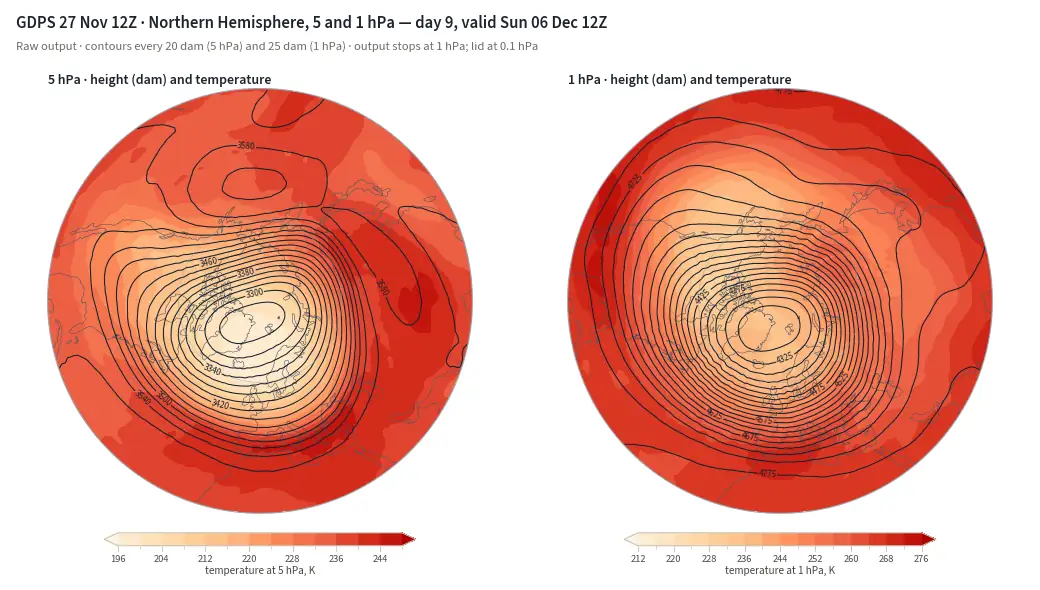 GDPS 27 Nov 12Z · Northern Hemisphere, 5 and 1 hPa — day 9, valid Sun 06 Dec 12Z
Raw output · contours every 20 dam (5 hPa) and 25 dam (1 hPa) · output stops at 1 hPa; lid at 0.1 hPa
5 hPa · height (dam) and temperature
3580
3460
3380
3300
3580
3340
3420
3540
3500
196 204 212 220 228 236 244
temperature at 5 hPa, K
1 hPa · height (dam) and temperature
4775
4725
4425
4325
4475
4625
4675
4775
212 220 228 236 244 252 260 268 276
temperature at 1 hPa, K